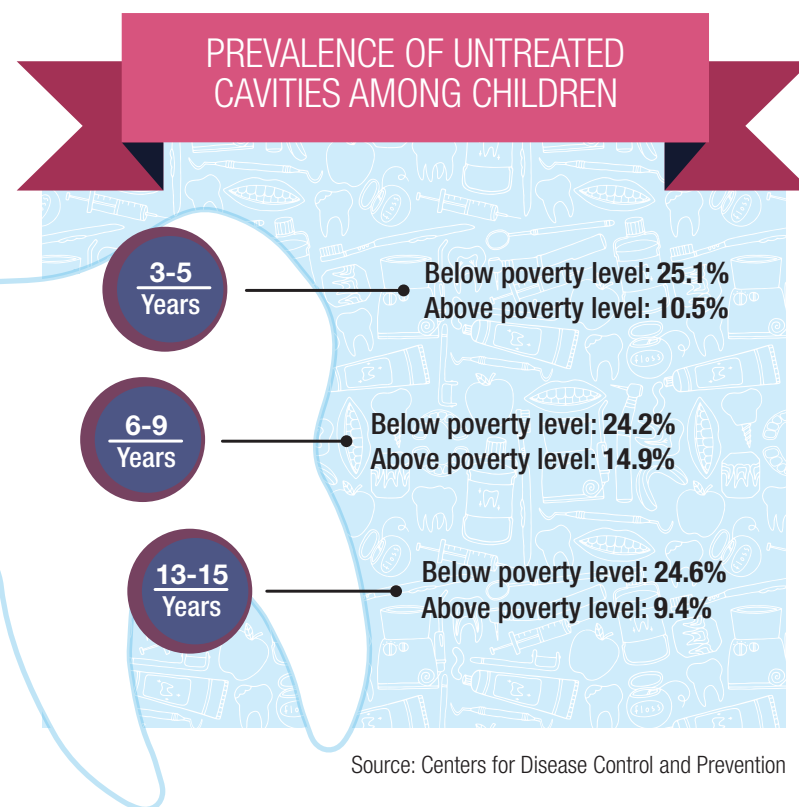 PREVALENCE OF UNTREATED
CAVITIES AMONG CHILDREN
3-5
Years
Below poverty level: 25.1%
Above poverty level: 10.5%
6-9
Years
Below poverty level: 24.2%
Above poverty level: 14.9%
13-15
Years
Below poverty level: 24.6%
Above poverty level: 9.4%
Source: Centers for Disease Control and Prevention